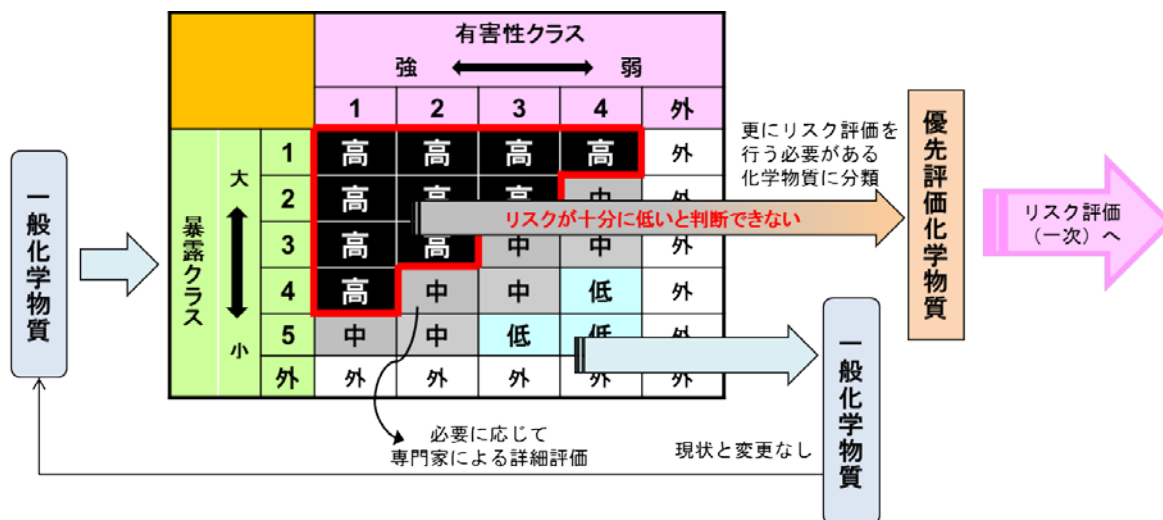 有害性クラス
強 弱
1 2 3 4 外
暴露クラス
大
小
1 高 高 高 高 外
2 高 高 高 中 外
3 高 高 中 中 外
4 高 中 中 低 外
5 中 中 低 低 外
外 外 外 外 外 外
一般化学物質
リスクが十分に低いと判断できない
更にリスク評価を
行う必要がある
化学物質に分類
優先評価化学物質
リスク評価
(一次)へ
一般化学物質
必要に応じて
専門家による詳細評価
現状と変更なし